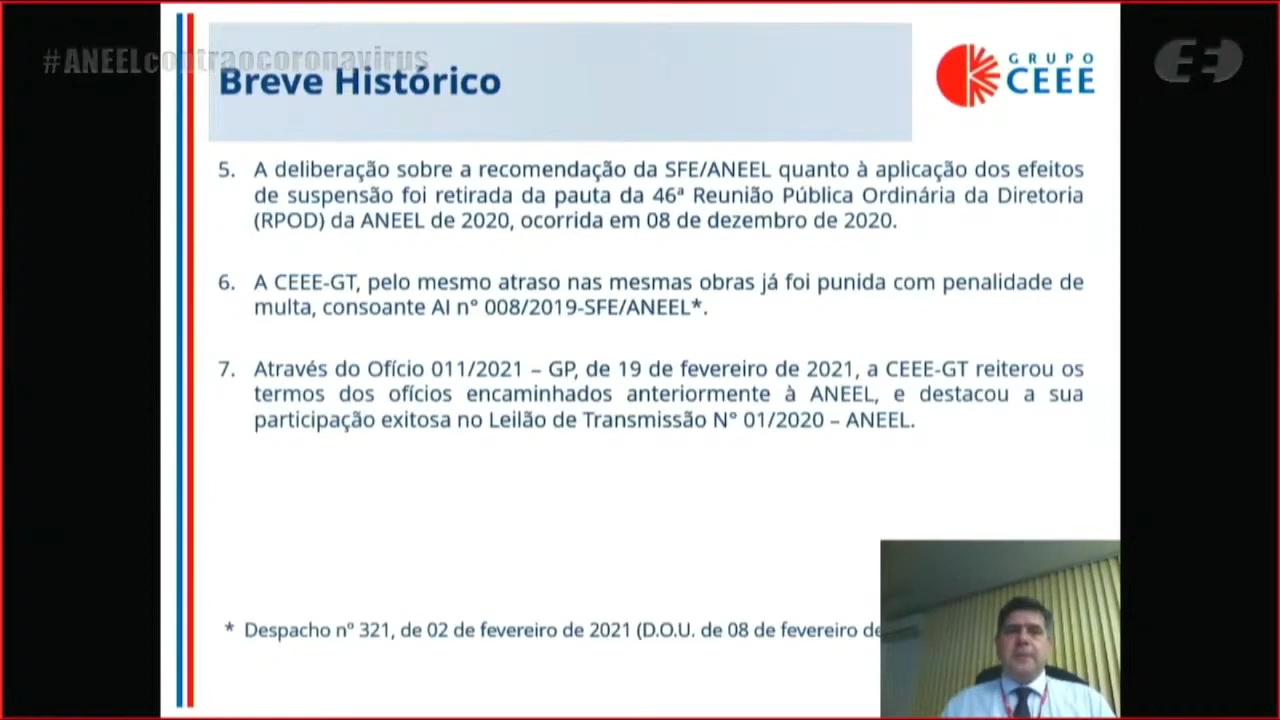 #ANEELcontraocoronavirus
Breve Histórico
GRUPO
CEEE
5. A deliberação sobre a recomendação da SFE/ANEEL quanto à aplicação dos efeitos
de suspensão foi retirada da pauta da 46ª Reunião Pública Ordinária da Diretoria
(RPOD) da ANEEL de 2020, ocorrida em 08 de dezembro de 2020.
6. A CEEE-GT, pelo mesmo atraso nas mesmas obras já foi punida com penalidade de
multa, consoante AI n° 008/2019-SFE/ANEEL*.
7. Através do Ofício 011/2021 – GP, de 19 de fevereiro de 2021, a CEEE-GT reiterou os
termos dos ofícios encaminhados anteriormente à ANEEL, e destacou a sua
participação exitosa no Leilão de Transmissão N° 01/2020 – ANEEL.
* Despacho nº 321, de 02 de fevereiro de 2021 (D.O.U. de 08 de fevereiro de